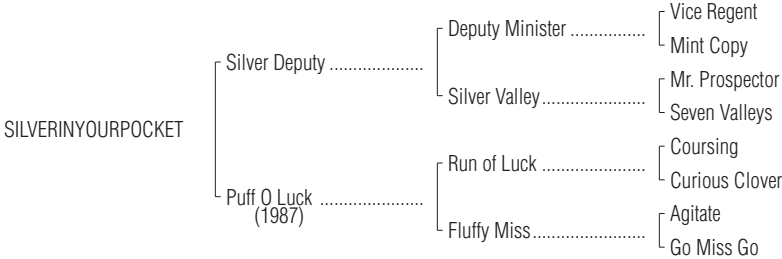 Vice Regent
Deputy Minister ...................
Mint Copy
Silver Deputy ...................
Mr. Prospector
Silver Valley.........................
Seven Valleys
SILVERINYOURPOCKET
Coursing
Run of Luck .........................
Curious Clover
Puff O Luck ......................
(1987)
Agitate
Fluffy Miss...........................
Go Miss Go